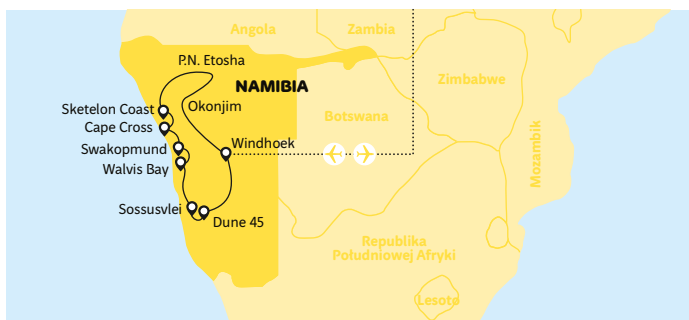 Angola
Zambia
P.N. Etosha
NAMIBIA
Zimbabwe
Sketelon Coast
Okonjim
Botswana
Cape Cross
Swakopmund
Windhoek
Walvis Bay
Mozambik
Sossusvlei
Dune 45
Republika
Południowej Afryki
Lesoto